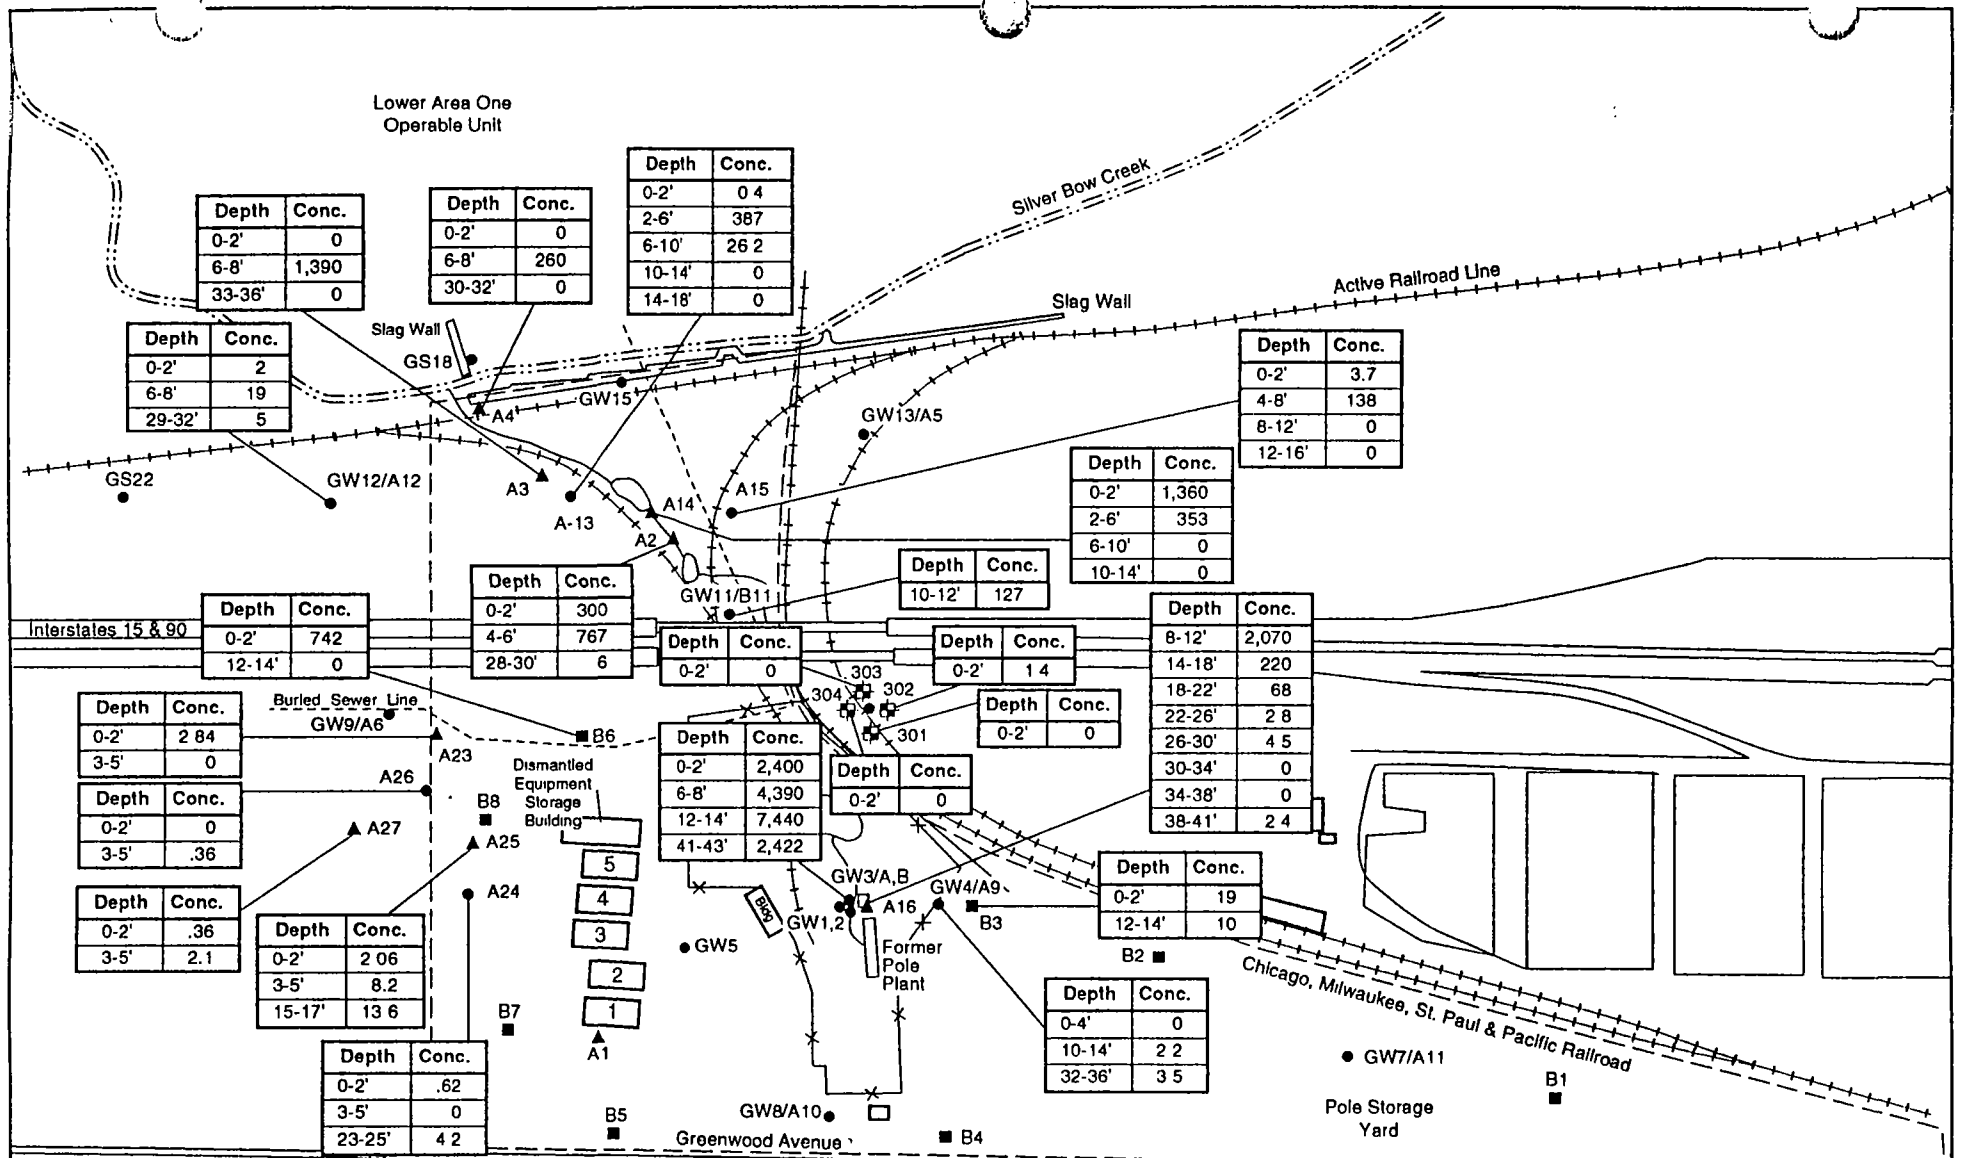 Lower Area One
Operable Unit
Silver Bow Creek
Active Railroad Line
Slag Wall
Slag Wall
Depth Conc.
0-2' 0
6-8' 1,390
33-36' 0
Depth Conc.
0-2' 0
6-8' 260
30-32' 0
Depth Conc.
0-2' 0 4
2-6' 387
6-10' 26 2
10-14' 0
14-18' 0
Depth Conc.
0-2' 2
6-8' 19
29-32' 5
Depth Conc.
0-2' 3.7
4-8' 138
8-12' 0
12-16' 0
GS18
A4
GW15
GW13/A5
GS22
GW12/A12
A3
A-13
A14
A15
A2
Depth Conc.
0-2' 1,360
2-6' 353
6-10' 0
10-14' 0
Depth Conc.
10-12' 127
GW11/B11
Interstates 15 & 90
Depth Conc.
0-2' 742
12-14' 0
Depth Conc.
0-2' 300
4-6' 767
28-30' 6
Depth Conc.
0-2' 0
Depth Conc.
0-2' 1 4
Depth Conc.
8-12' 2,070
14-18' 220
18-22' 68
22-26' 2 8
26-30' 4 5
30-34' 0
34-38' 0
38-41' 2 4
303
304
302
301
Depth Conc.
0-2' 0
Buried Sewer Line
GW9/A6
Depth Conc.
0-2' 2 84
3-5' 0
A23
B6
Depth Conc.
0-2' 2,400
6-8' 4,390
12-14' 7,440
41-43' 2,422
Depth Conc.
0-2' 0
Dismantled
Equipment
Storage
Building
A26
Depth Conc.
0-2' 0
3-5' .36
B8
A27
A25
A24
5
4
3
2
1
Bldg
GW3/A,B
GW1,2
A16
GW4/A9
B3
Depth Conc.
0-2' 19
12-14' 10
Depth Conc.
0-2' .36
3-5' 2.1
Depth Conc.
0-2' 2 06
3-5' 8.2
15-17' 13 6
GW5
Former
Pole
Plant
B2
Chicago, Milwaukee, St. Paul & Pacific Railroad
Depth Conc.
0-4' 0
10-14' 2 2
32-36' 3 5
B7
A1
Depth Conc.
0-2' .62
3-5' 0
23-25' 4 2
GW7/A11
B1
Pole Storage
Yard
GW8/A10
B5
Greenwood Avenue
B4